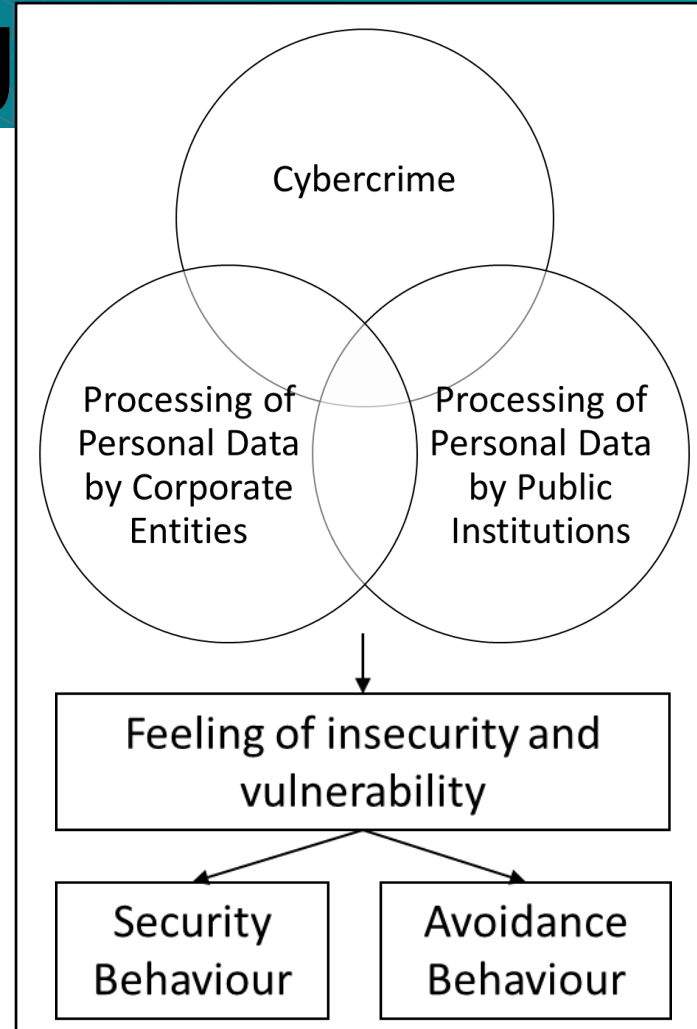 Cybercrime
Processing of
Personal Data
by Corporate
Entities
Processing of
Personal Data
by Public
Institutions
Feeling of insecurity and
vulnerability
Security
Behaviour
Avoidance
Behaviour